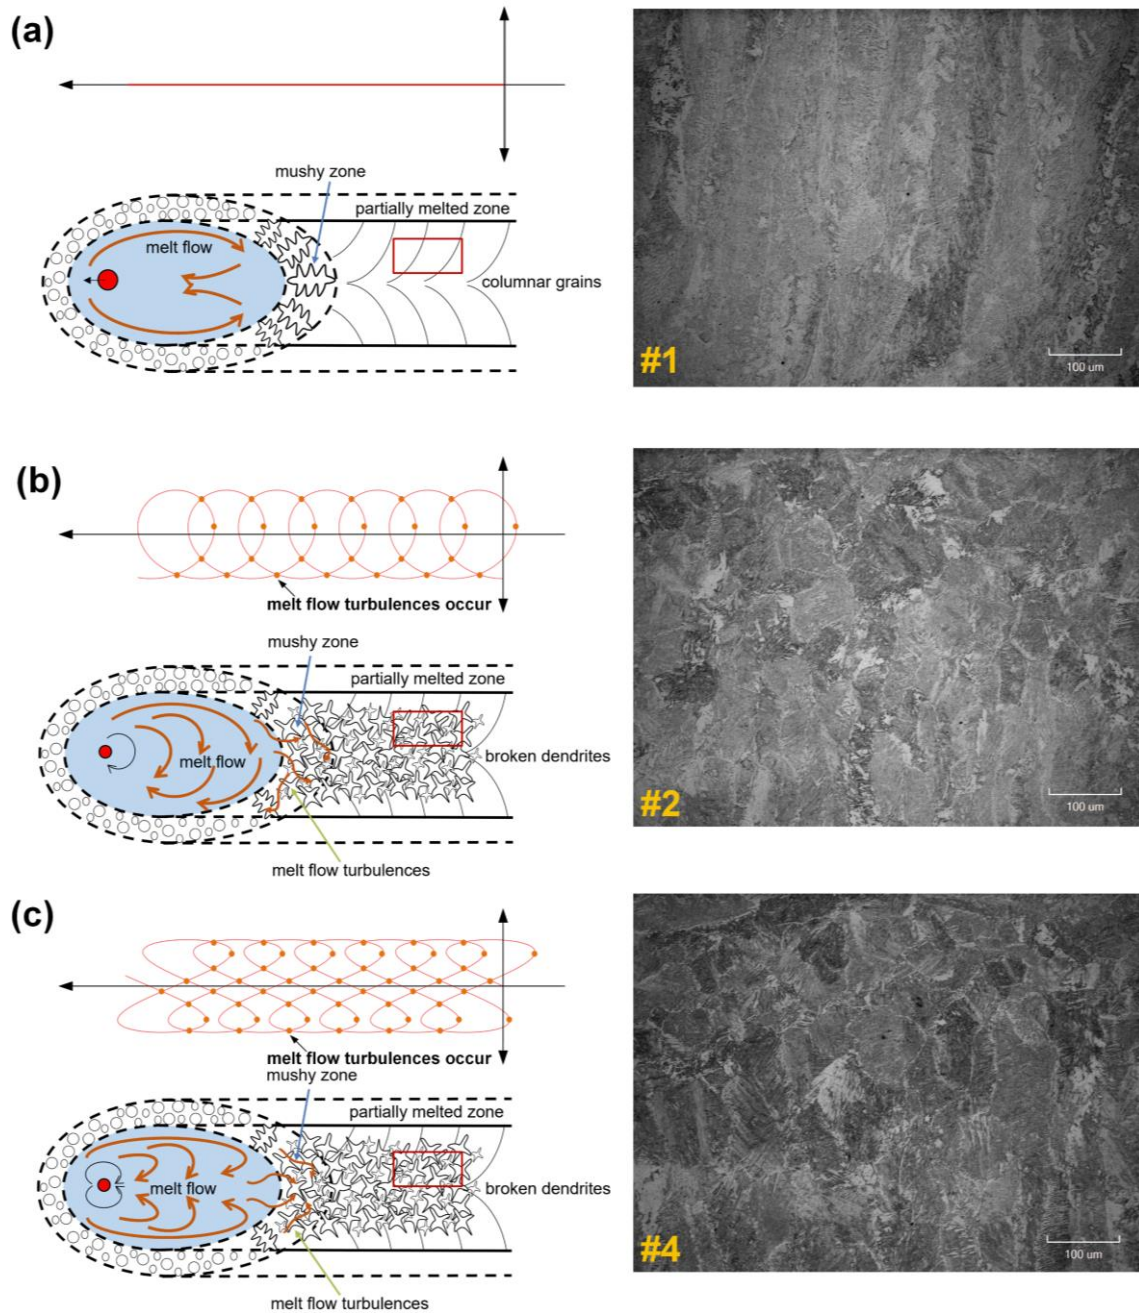 (a)
mushy zone
partially melted zone
melt flow
columnar grains
#1
100 um
(b)
melt flow turbulences occur
mushy zone
partially melted zone
melt flow
broken dendrites
melt flow turbulences
#2
100 um
(c)
melt flow turbulences occur
mushy zone
partially melted zone
melt flow
broken dendrites
melt flow turbulences
#4
100 um